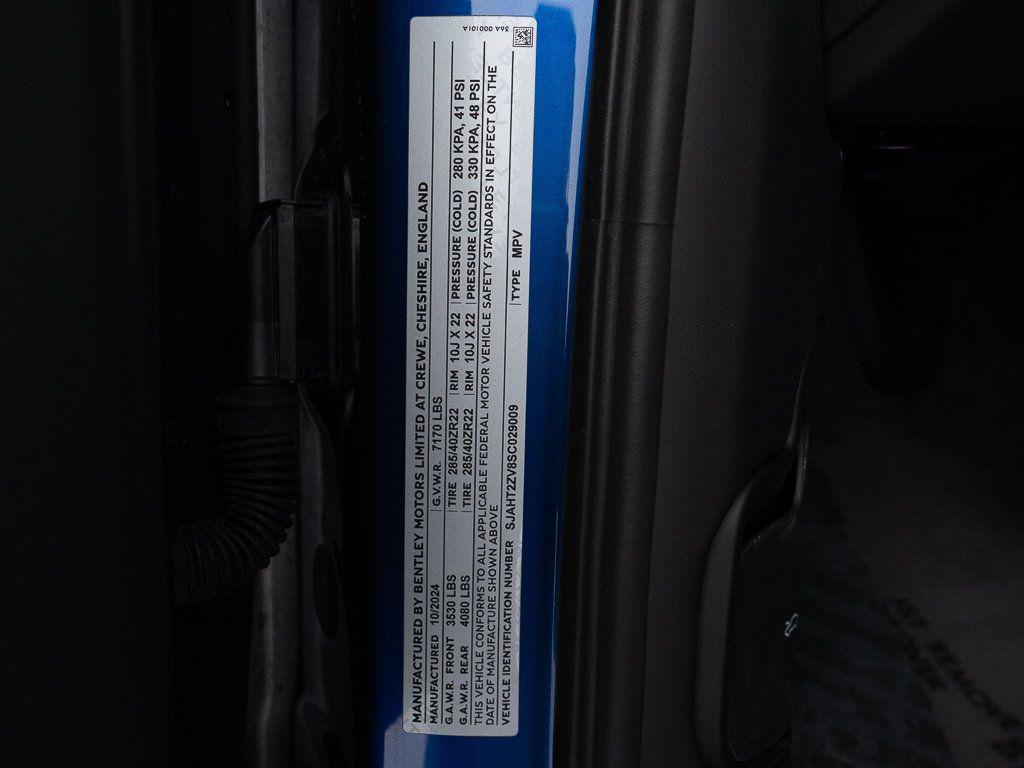 MANUFACTURED BY BENTLEY MOTORS LIMITED AT CREWE, CHESHIRE, ENGLAND
MANUFACTURED 10/2024 G.V.W.R. 7170 LBS
G.A.W.R. FRONT 3530 LBS TIRE 285/40ZR22 RIM 10J X 22 PRESSURE (COLD) 280 KPA, 41 PSI
G.A.W.R. REAR 4080 LBS TIRE 285/40ZR22 RIM 10J X 22 PRESSURE (COLD) 330 KPA, 48 PSI
THIS VEHICLE CONFORMS TO ALL APPLICABLE FEDERAL MOTOR VEHICLE SAFETY STANDARDS IN EFFECT ON THE
DATE OF MANUFACTURE SHOWN ABOVE
VEHICLE IDENTIFICATION NUMBER SJAHT2ZV8SC029009 TYPE MPV
36A 000101A